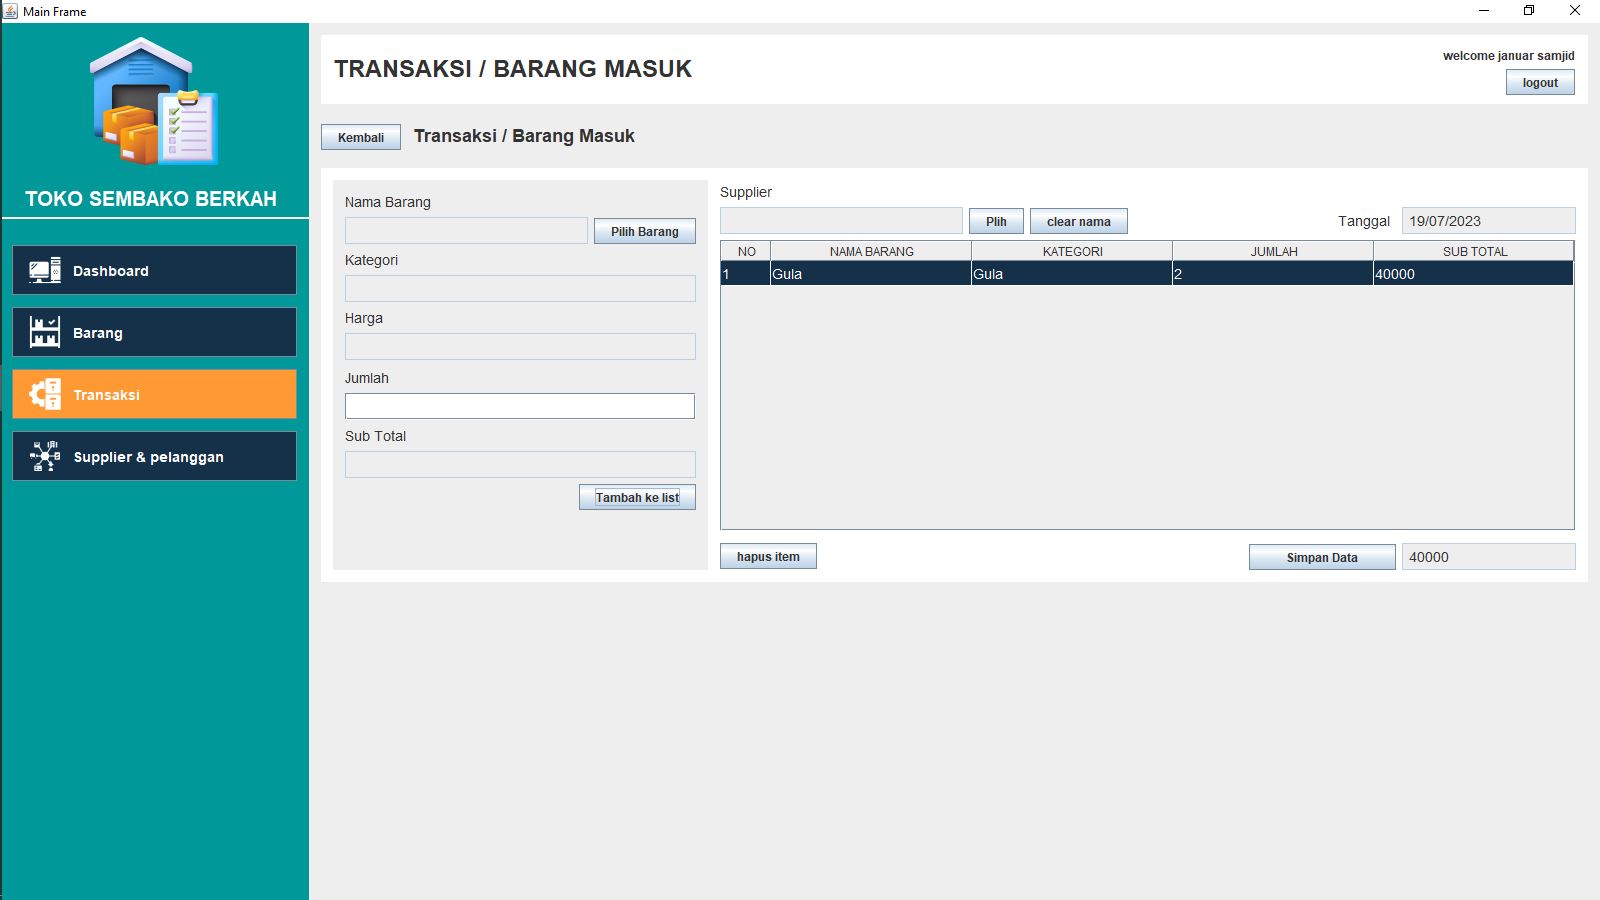 Main Frame
TOKO SEMBAKO BERKAH
Dashboard
Barang
Transaksi
Supplier & pelanggan
TRANSAKSI / BARANG MASUK
welcome januar samjid
logout
Kembali Transaksi / Barang Masuk
Nama Barang
Pilih Barang
Kategori
Harga
Jumlah
Sub Total
Tambah ke list
Supplier
Plih clear nama Tanggal 19/07/2023
NO NAMA BARANG KATEGORI JUMLAH SUB TOTAL
1 Gula Gula 2 40000
hapus item Simpan Data 40000